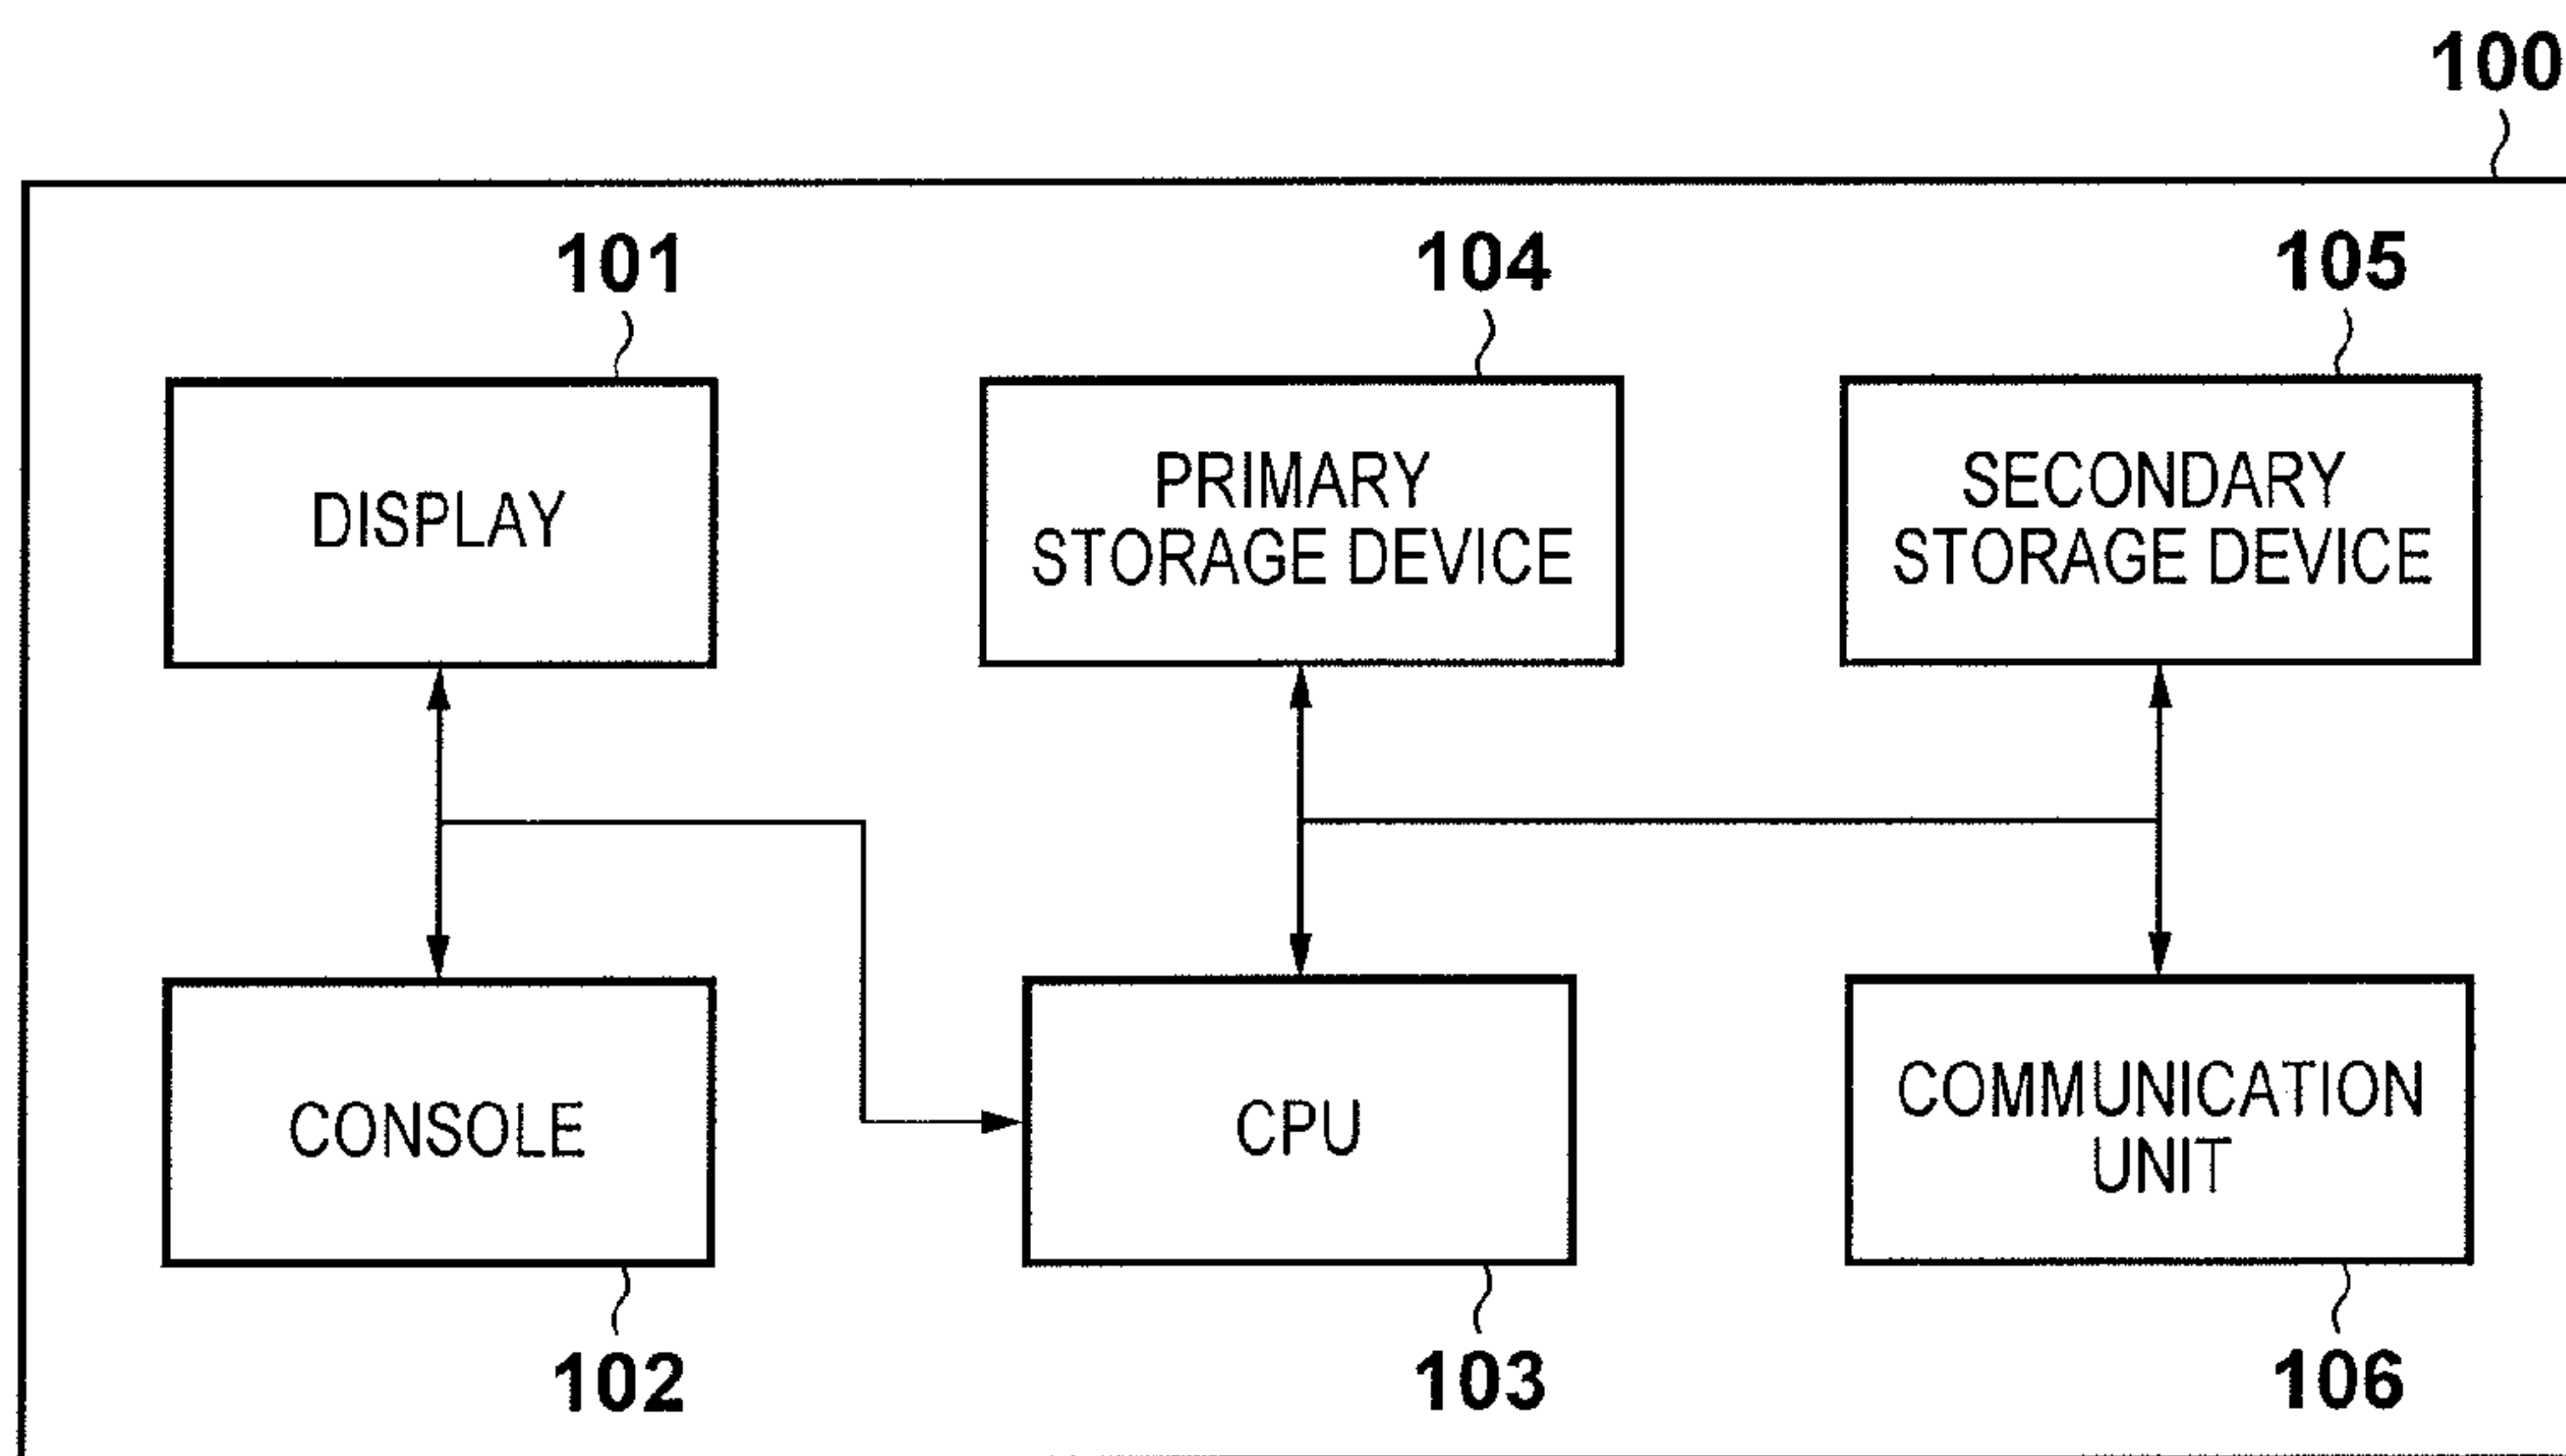 100
101
104
105
DISPLAY
PRIMARY
STORAGE DEVICE
SECONDARY
STORAGE DEVICE
CONSOLE
CPU
COMMUNICATION
UNIT
102
103
106